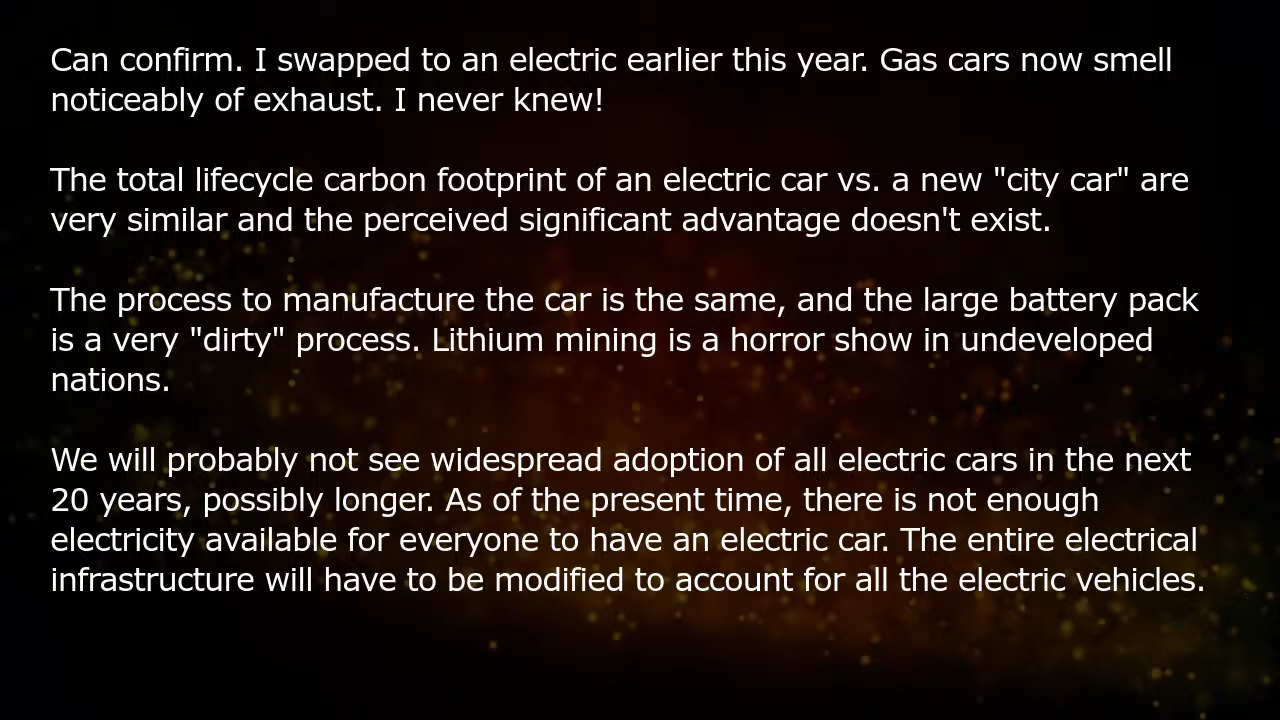 Can confirm. I swapped to an electric earlier this year. Gas cars now smell
noticeably of exhaust. I never knew!
The total lifecycle carbon footprint of an electric car vs. a new "city car" are
very similar and the perceived significant advantage doesn't exist.
The process to manufacture the car is the same, and the large battery pack
is a very "dirty" process. Lithium mining is a horror show in undeveloped
nations.
We will probably not see widespread adoption of all electric cars in the next
20 years, possibly longer. As of the present time, there is not enough
electricity available for everyone to have an electric car. The entire electrical
infrastructure will have to be modified to account for all the electric vehicles.